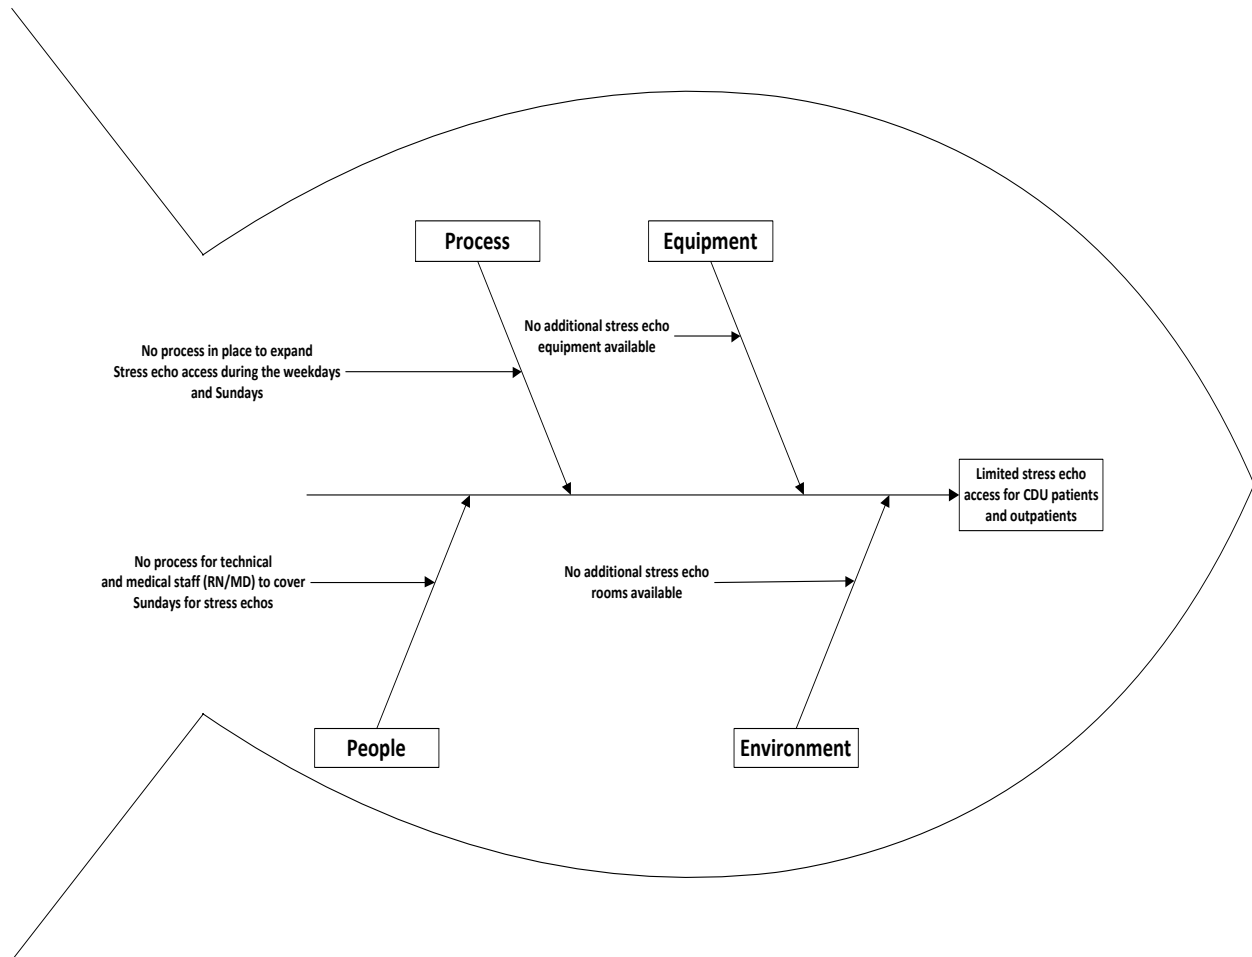 Process
Equipment
No additional stress echo
equipment available
No process in place to expand
Stress echo access during the weekdays
and Sundays
Limited stress echo
access for CDU patients
and outpatients
No process for technical
and medical staff (RN/MD) to cover
Sundays for stress echos
No additional stress echo
rooms available
People
Environment